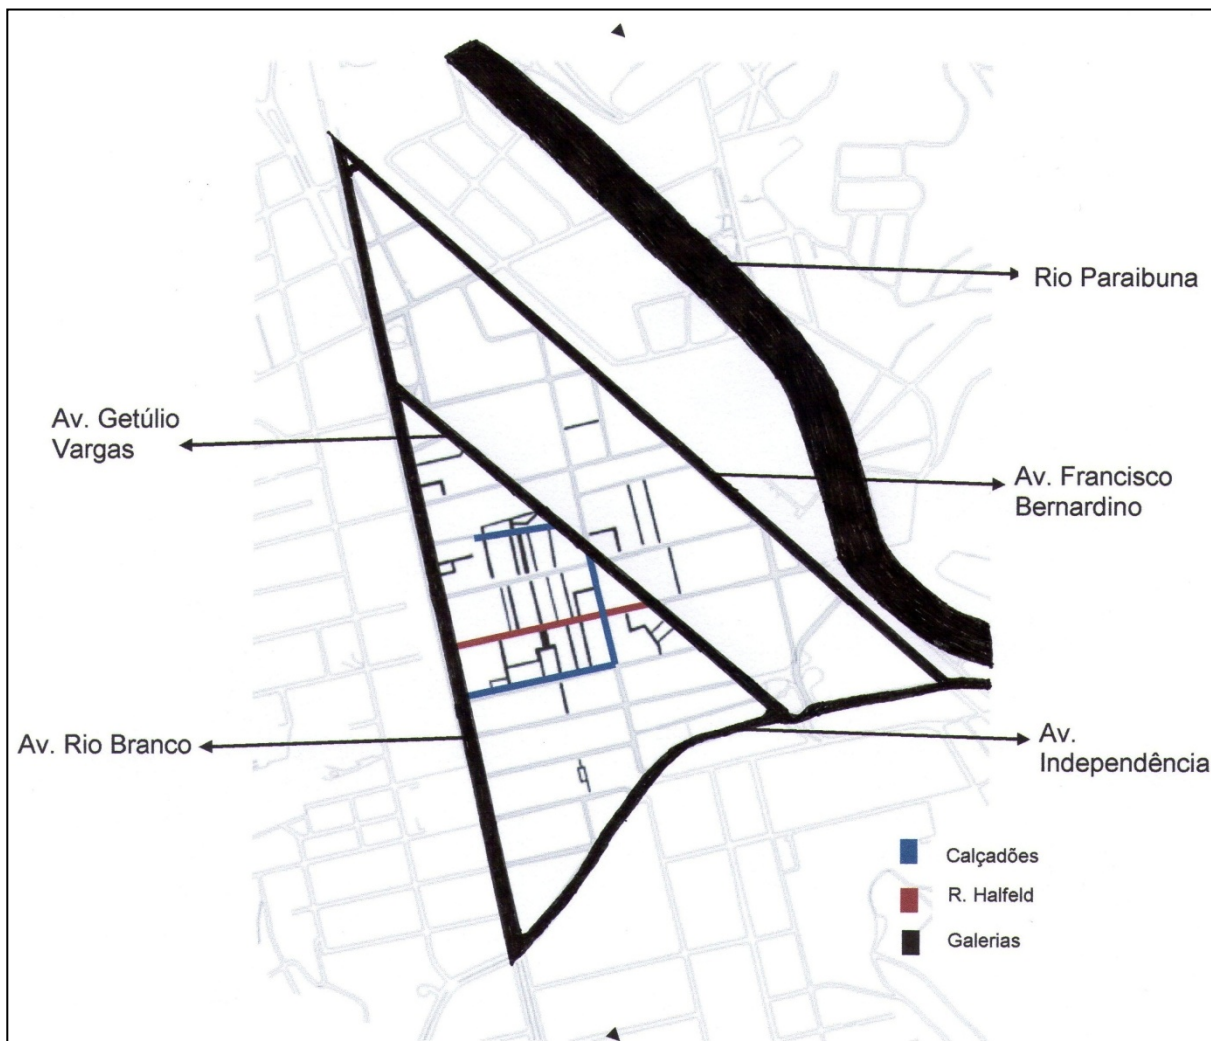 Rio Paraibuna
Av. Getúlio
Vargas
Av. Francisco
Bernardino
Av. Rio Branco
Av.
Independência
Calçadões
R. Halfeld
Galerias